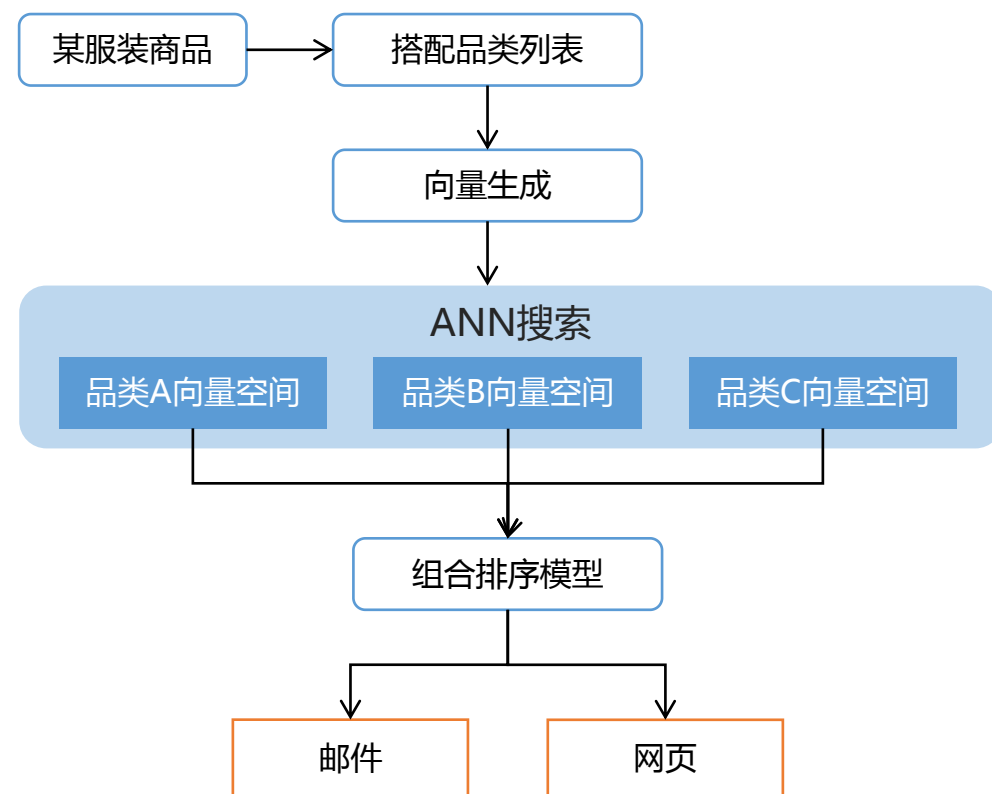 某服装商品
搭配品类列表
向量生成
ANN搜索
品类A向量空间
品类B向量空间
品类C向量空间
组合排序模型
邮件
网页